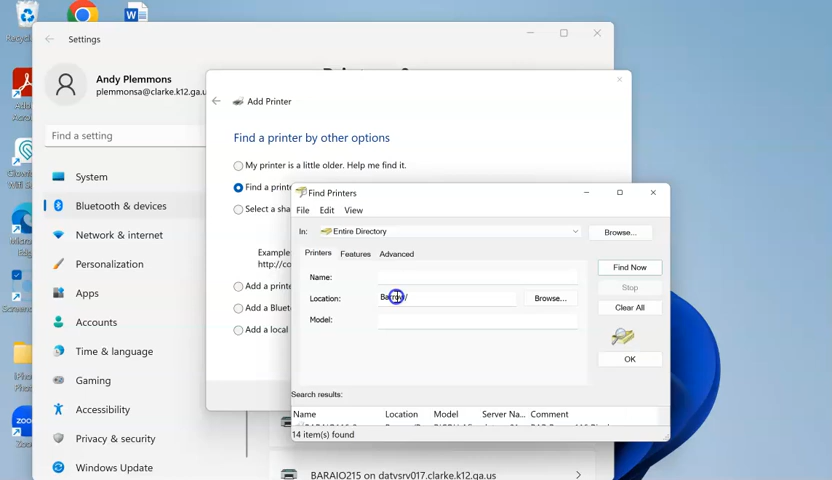 Recycle
Settings
Andy Plemmons
plemmonsa@clarke.k12.ga.u
Find a setting
System
Bluetooth & devices
Network & internet
Personalization
Apps
Accounts
Time & language
Gaming
Accessibility
Privacy & security
Windows Update
Add Printer
Find a printer by other options
My printer is a little older. Help me find it.
Find a printe
Select a sha
Example
http://co
Add a printe
Add a Bluet
Add a local
Find Printers
File Edit View
In: Entire Directory Browse...
Printers Features Advanced
Name:
Location: Barrow/ Browse...
Model:
Find Now
Stop
Clear All
OK
Search results:
Name Location Model Server Na... Comment
14 item(s) found
BARAIO215 on datvsrv017.clarke.k12.ga.us